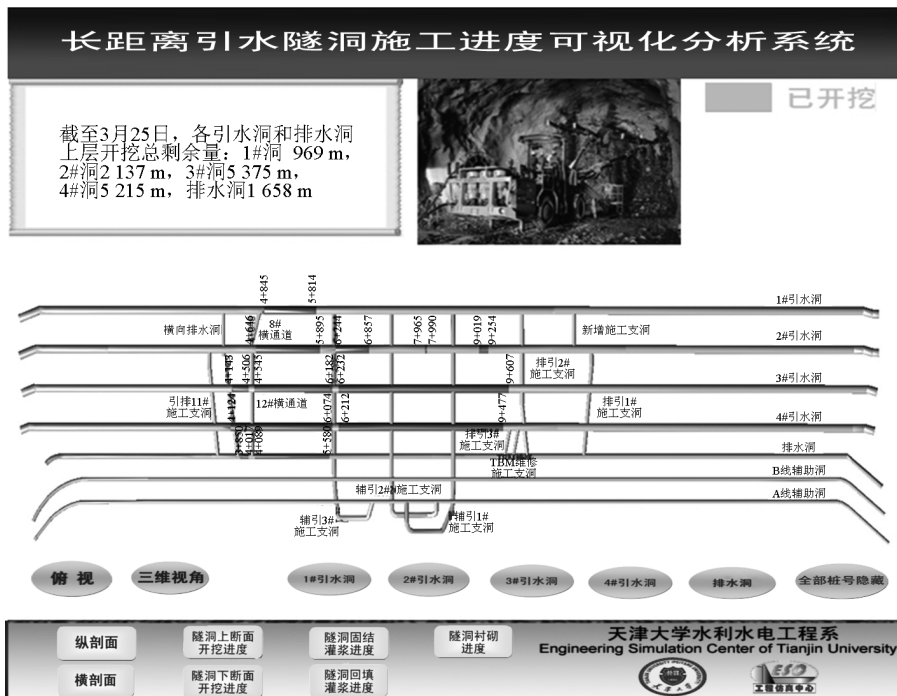 长距离引水隧洞施工进度可视化分析系统
截至3月25日，各引水洞和排水洞
上层开挖总剩余量：1#洞 969 m，
2#洞2 137 m，3#洞5 375 m，
4#洞5 215 m，排水洞1 658 m
已开挖
4+845
5+814
1#引水洞
横向排水洞
4+646
8#
横通道
5+895
6+244
6+857
7+965
7+990
9+019
9+254
新增施工支洞
2#引水洞
4+143
4+506
4+545
6+182
6+232
9+607
排引2#
施工支洞
3#引水洞
引排11#
施工支洞
4+124
12#横通道
6+074
6+212
9+477
排引1#
施工支洞
4#引水洞
4+017
4+089
5+580
排引3#
施工支洞
排水洞
TBM维修
施工支洞
B线辅助洞
辅引2#
施工支洞
A线辅助洞
辅引3#
施工支洞
辅引1#
施工支洞
俯视
三维视角
1#引水洞
2#引水洞
3#引水洞
4#引水洞
排水洞
全部桩号隐藏
纵剖面
隧洞上断面
开挖进度
隧洞固结
灌浆进度
隧洞衬砌
进度
天津大学水利水电工程系
Engineering Simulation Center of Tianjin University
横剖面
隧洞下断面
开挖进度
隧洞回填
灌浆进度
工程仿真中心